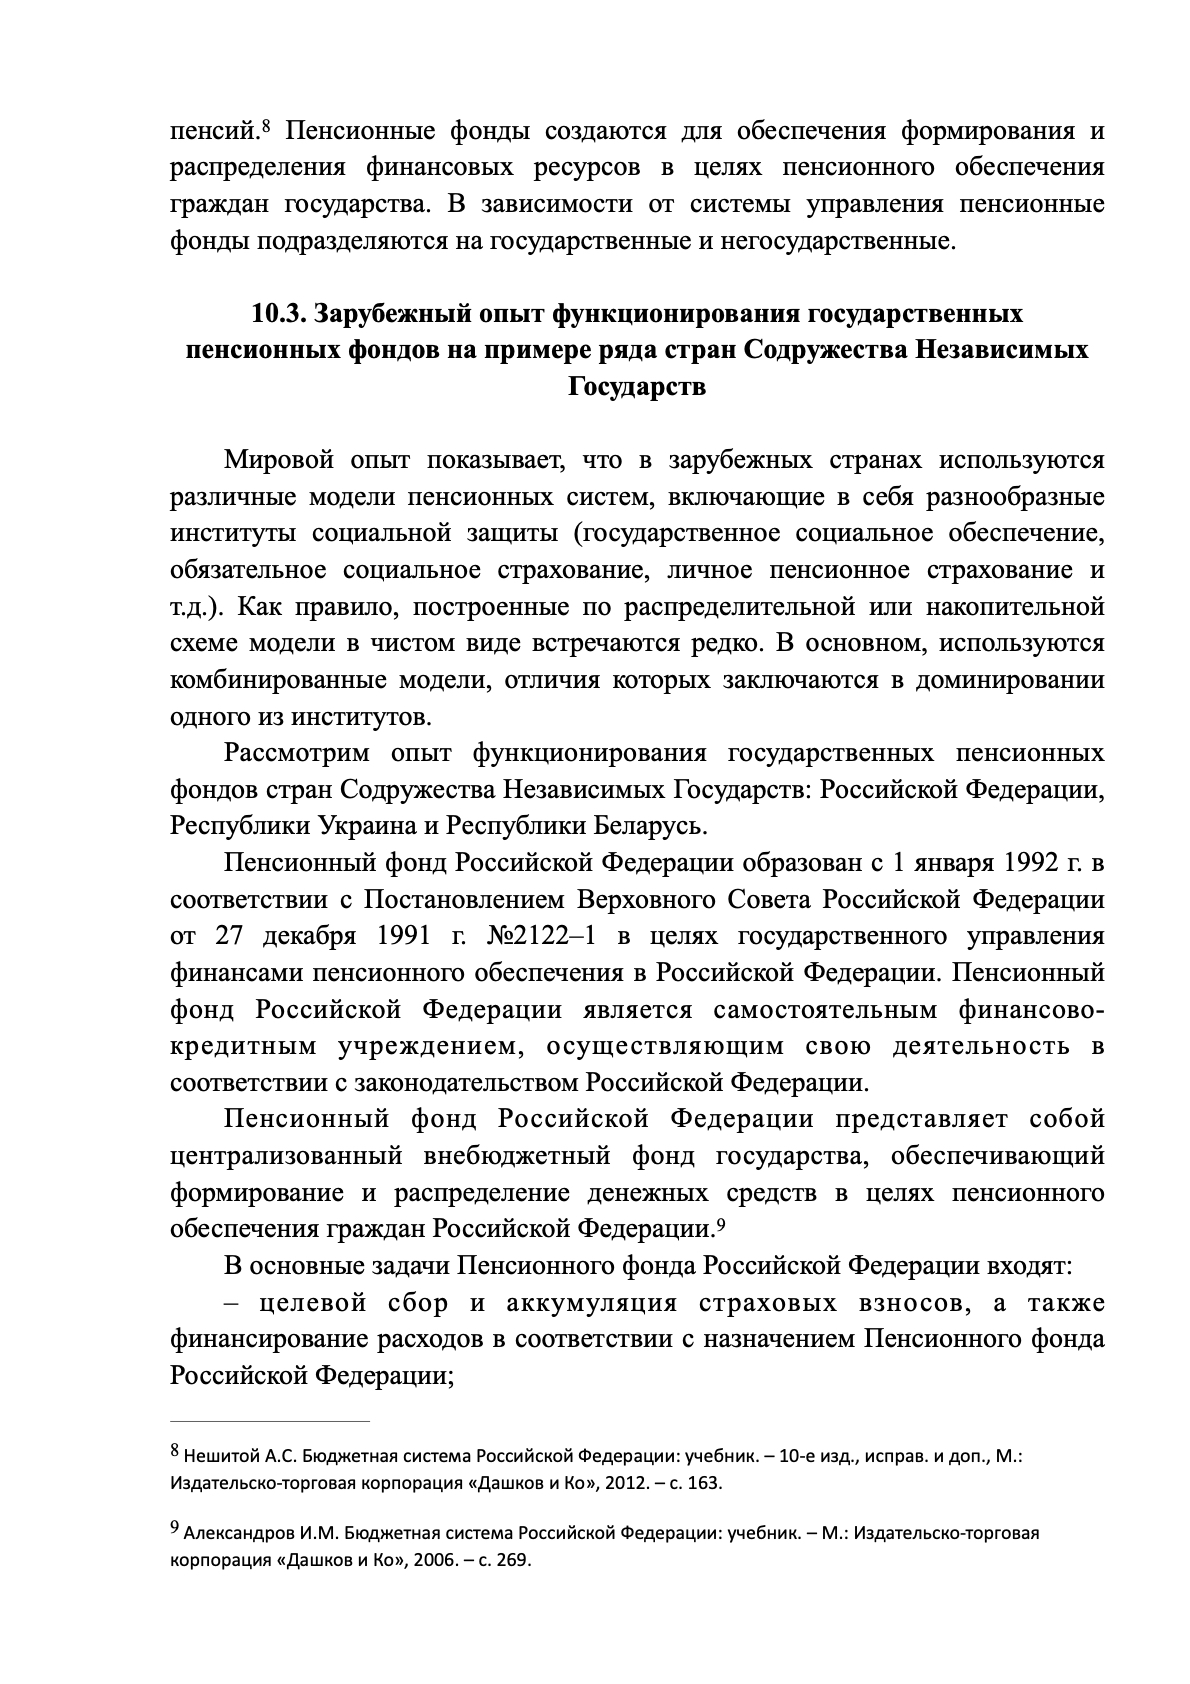 пенсий.8 Пенсионные фонды создаются для обеспечения формирования и
распределения финансовых ресурсов в целях пенсионного обеспечения
граждан государства. В зависимости от системы управления пенсионные
фонды подразделяются на государственные и негосударственные.
10.3. Зарубежный опыт функционирования государственных
пенсионных фондов на примере ряда стран Содружества Независимых
Государств
Мировой опыт показывает, что в зарубежных странах используются
различные модели пенсионных систем, включающие в себя разнообразные
институты социальной защиты (государственное социальное обеспечение,
обязательное социальное страхование, личное пенсионное страхование и
т.д.). Как правило, построенные по распределительной или накопительной
схеме модели в чистом виде встречаются редко. В основном, используются
комбинированные модели, отличия которых заключаются в доминировании
одного из институтов.
Рассмотрим опыт функционирования государственных пенсионных
фондов стран Содружества Независимых Государств: Российской Федерации,
Республики Украина и Республики Беларусь.
Пенсионный фонд Российской Федерации образован с 1 января 1992 г. в
соответствии с Постановлением Верховного Совета Российской Федерации
от 27 декабря 1991 г. №2122–1 в целях государственного управления
финансами пенсионного обеспечения в Российской Федерации. Пенсионный
фонд Российской Федерации является самостоятельным финансово-
кредитным учреждением, осуществляющим свою деятельность в
соответствии с законодательством Российской Федерации.
Пенсионный фонд Российской Федерации представляет собой
централизованный внебюджетный фонд государства, обеспечивающий
формирование и распределение денежных средств в целях пенсионного
обеспечения граждан Российской Федерации.9
В основные задачи Пенсионного фонда Российской Федерации входят:
– целевой сбор и аккумуляция страховых взносов, а также
финансирование расходов в соответствии с назначением Пенсионного фонда
Российской Федерации;
8 Нешитой А.С. Бюджетная система Российской Федерации: учебник. – 10-е изд., исправ. и доп., М.:
Издательско-торговая корпорация «Дашков и Ко», 2012. – с. 163.
9 Александров И.М. Бюджетная система Российской Федерации: учебник. – М.: Издательско-торговая
корпорация «Дашков и Ко», 2006. – с. 269.